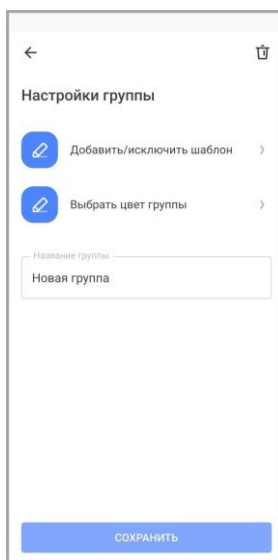 Настройки группы
Добавить/исключить шаблон
Выбрать цвет группы
Название группы
Новая группа
СОХРАНИТЬ